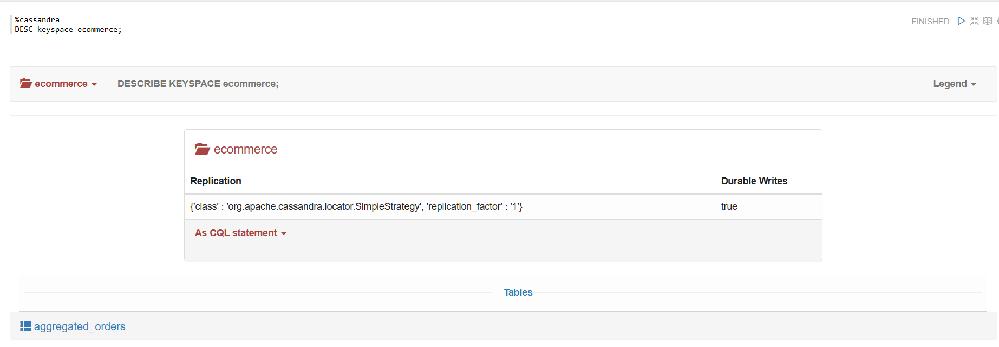 %cassandra
DESC keyspace ecommerce;
FINISHED
ecommerce
DESCRIBE KEYSPACE ecommerce;
Legend
ecommerce
Replication
Durable Writes
{'class' : 'org.apache.cassandra.locator.SimpleStrategy', 'replication_factor' : '1'}
true
As CQL statement
Tables
aggregated_orders